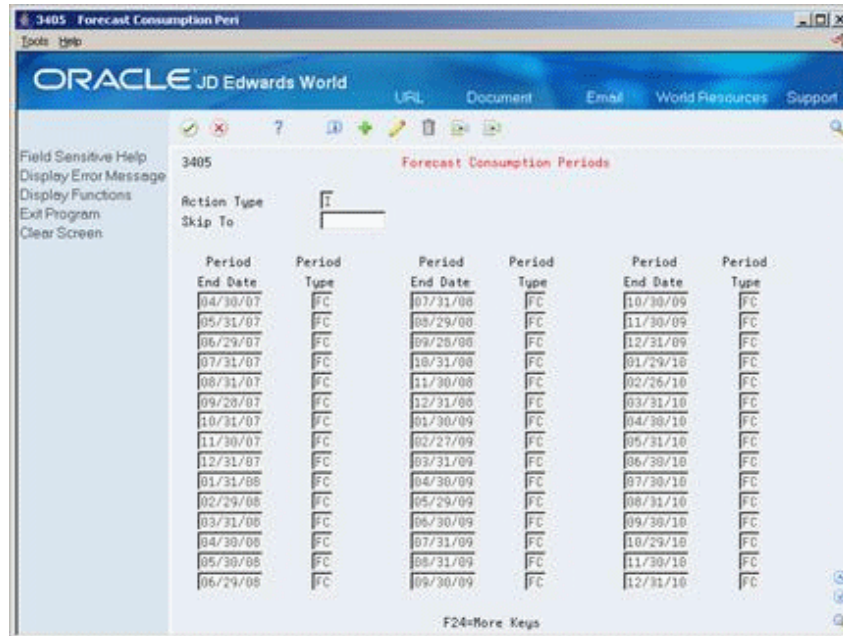 3405 Forecast Consumption Peri
Tools Help
ORACLE JD Edwards World
URL Document Email World Resources Support
?
Field Sensitive Help
Display Error Message
Display Functions
Exit Program
Clear Screen
3405 Forecast Consumption Periods
Action Type I
Skip To
Period Period Period Period Period Period
End Date Type End Date Type End Date Type
04/30/07 FC 07/31/08 FC 10/30/09 FC
05/31/07 FC 08/29/08 FC 11/30/09 FC
06/29/07 FC 09/28/08 FC 12/31/09 FC
07/31/07 FC 10/31/08 FC 01/29/10 FC
08/31/07 FC 11/30/08 FC 02/26/10 FC
09/28/07 FC 12/31/08 FC 03/31/10 FC
10/31/07 FC 01/30/09 FC 04/30/10 FC
11/30/07 FC 02/27/09 FC 05/31/10 FC
12/31/07 FC 03/31/09 FC 06/30/10 FC
01/31/08 FC 04/30/09 FC 07/30/10 FC
02/29/08 FC 05/29/09 FC 08/31/10 FC
03/31/08 FC 06/30/09 FC 09/30/10 FC
04/30/08 FC 07/31/09 FC 10/29/10 FC
05/30/08 FC 08/31/09 FC 11/30/10 FC
06/29/08 FC 09/30/09 FC 12/31/10 FC
F24=More Keys